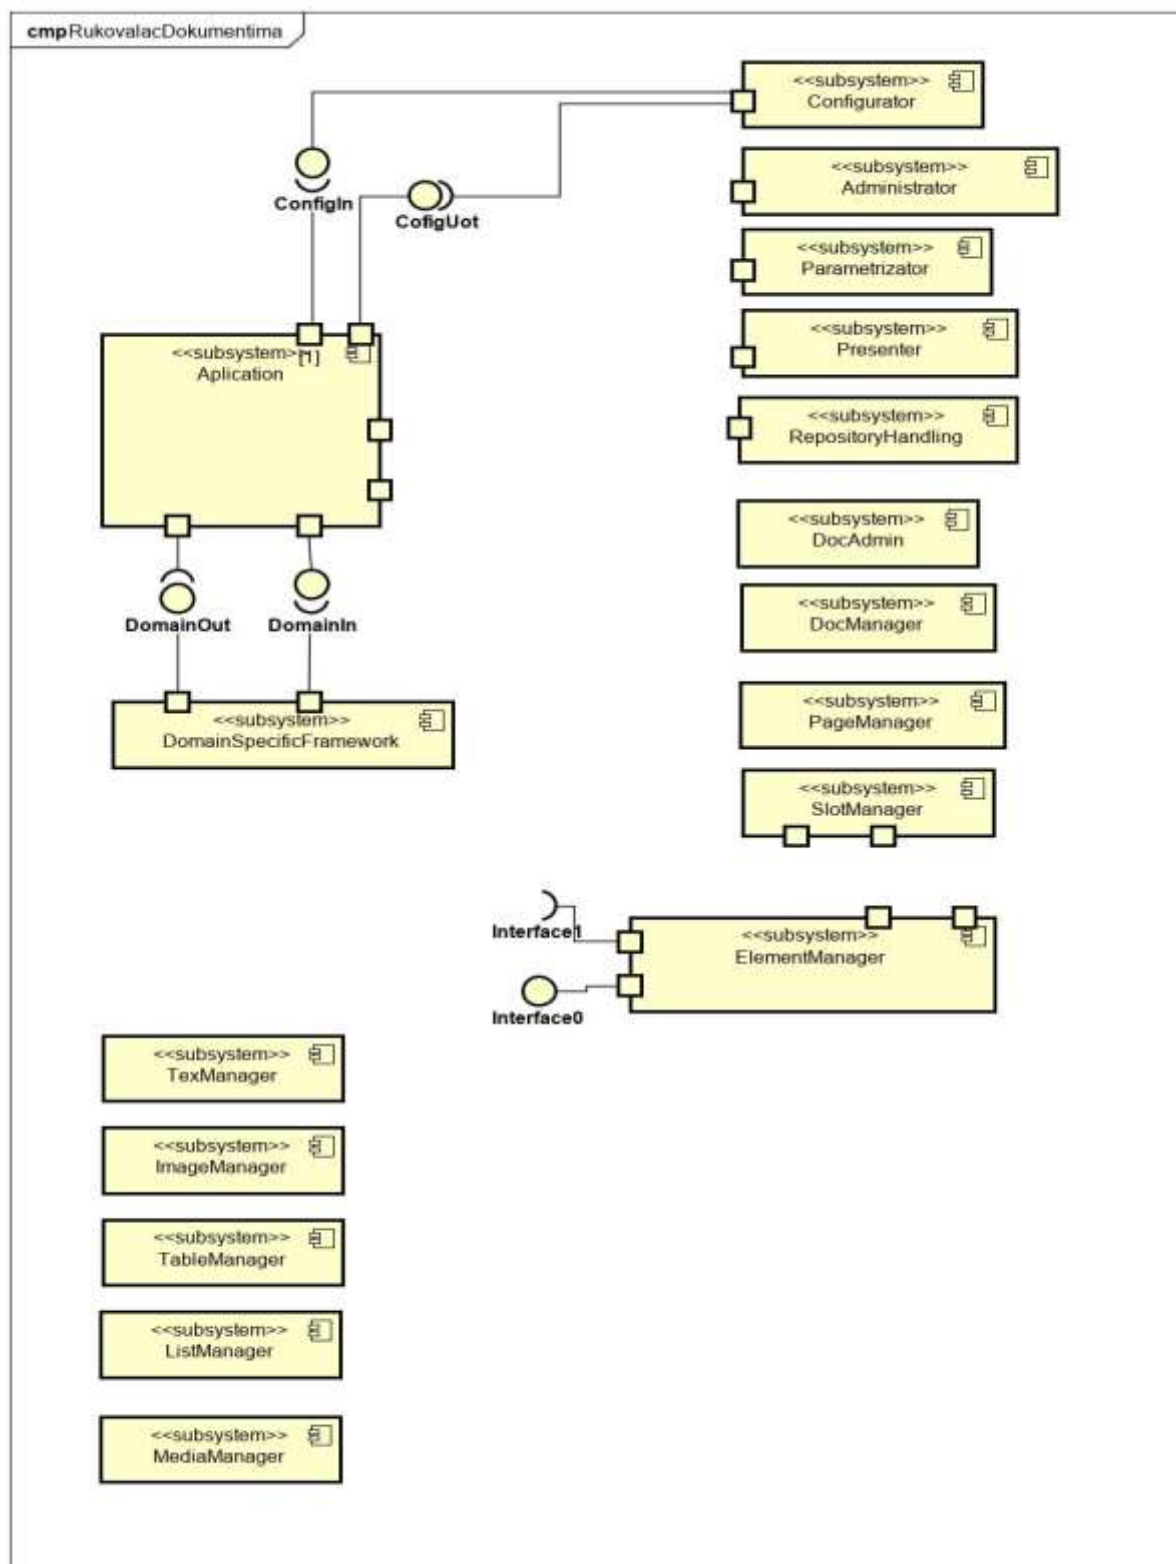 cmp RukovalacDokumentima
<<subsystem>>
Configurator
<<subsystem>>
Administrator
ConfigIn
CofigUot
<<subsystem>>
Parametrizator
<<subsystem>>
Presenter
<<subsystem>>
[1]
Aplication
<<subsystem>>
RepositoryHandling
<<subsystem>>
DocAdmin
<<subsystem>>
DocManager
DomainOut
DomainIn
<<subsystem>>
PageManager
<<subsystem>>
DomainSpecificFramework
<<subsystem>>
SlotManager
Interface1
<<subsystem>>
ElementManager
Interface0
<<subsystem>>
TexManager
<<subsystem>>
ImageManager
<<subsystem>>
TableManager
<<subsystem>>
ListManager
<<subsystem>>
MediaManager